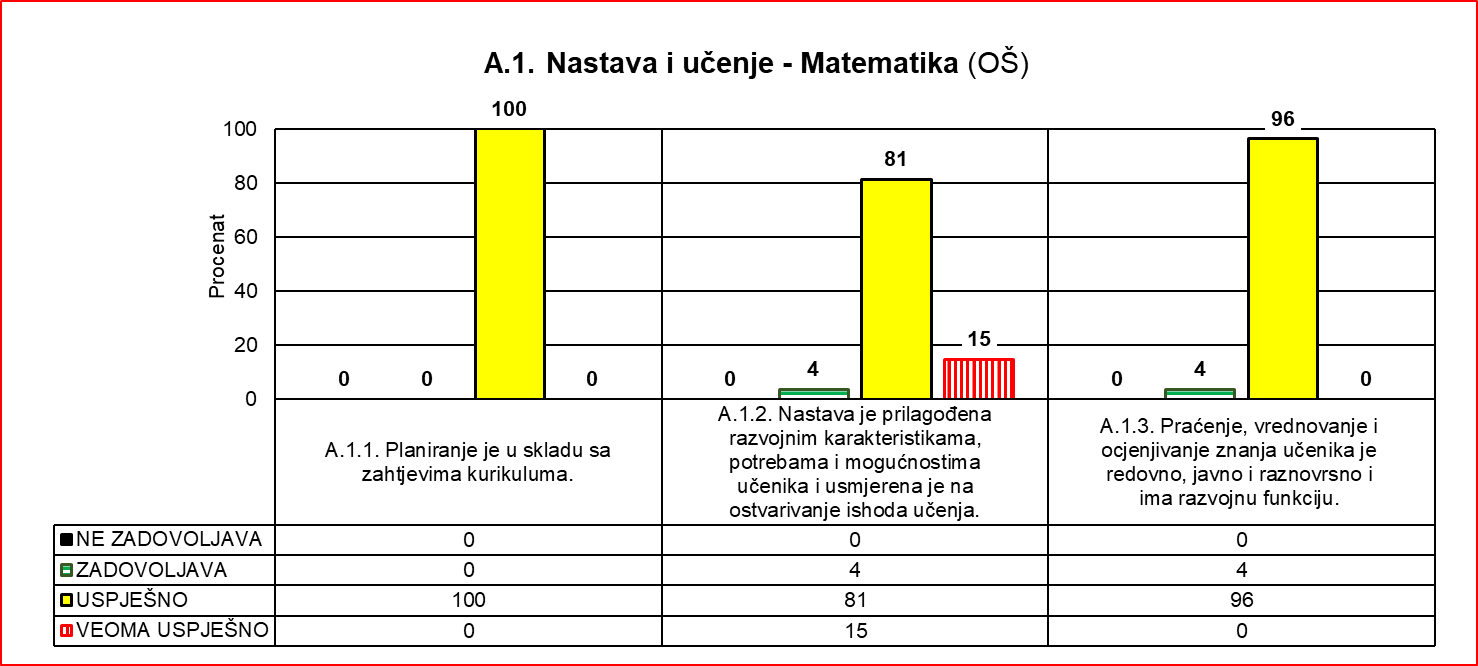 A.1. Nastava i učenje - Matematika (OŠ)
Procenat
100
80
60
40
20
0
0 0 100 0
0 4 81 15
0 4 96 0
A.1.1. Planiranje je u skladu sa
zahtjevima kurikuluma.
A.1.2. Nastava je prilagođena
razvojnim karakteristikama,
potrebama i mogućnostima
učenika i usmjerena je na
ostvarivanje ishoda učenja.
A.1.3. Praćenje, vrednovanje i
ocjenjivanje znanja učenika je
redovno, javno i raznovrsno i
ima razvojnu funkciju.
NE ZADOVOLJAVA 0 0 0
ZADOVOLJAVA 0 4 4
USPJEŠNO 100 81 96
VEOMA USPJEŠNO 0 15 0